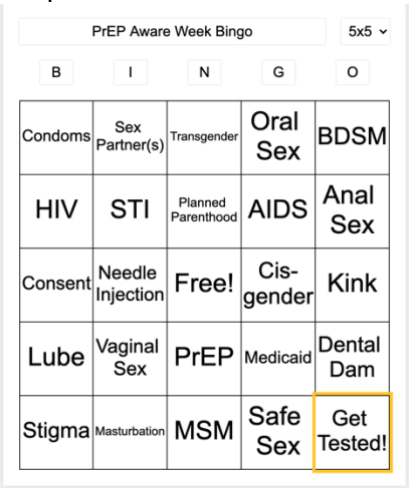 PrEP Aware Week Bingo 5x5
B I N G O
Condoms Sex Partner(s) Transgender Oral Sex BDSM
HIV STI Planned Parenthood AIDS Anal Sex
Consent Needle Injection Free! Cis-gender Kink
Lube Vaginal Sex PrEP Medicaid Dental Dam
Stigma Masturbation MSM Safe Sex Get Tested!